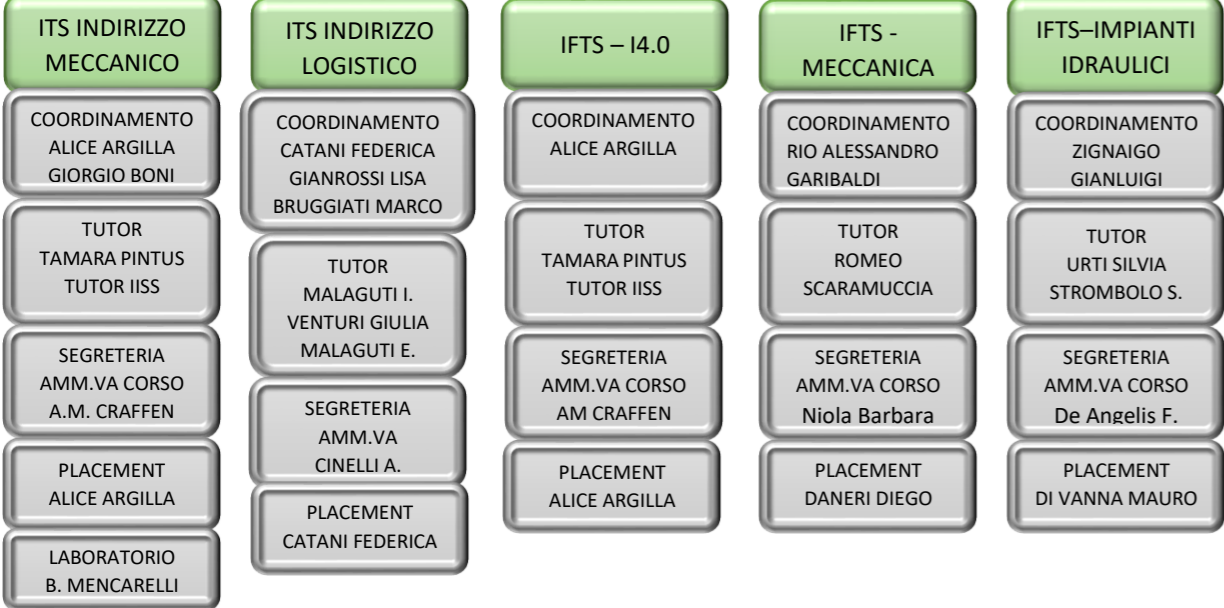 ITS INDIRIZZO
MECCANICO
COORDINAMENTO
ALICE ARGILLA
GIORGIO BONI
TUTOR
TAMARA PINTUS
TUTOR IISS
SEGRETERIA
AMM.VA CORSO
A.M. CRAFFEN
PLACEMENT
ALICE ARGILLA
LABORATORIO
B. MENCARELLI
ITS INDIRIZZO
LOGISTICO
COORDINAMENTO
CATANI FEDERICA
GIANROSSI LISA
BRUGGIATI MARCO
TUTOR
MALAGUTI I.
VENTURI GIULIA
MALAGUTI E.
SEGRETERIA
AMM.VA
CINELLI A.
PLACEMENT
CATANI FEDERICA
IFTS – I4.0
COORDINAMENTO
ALICE ARGILLA
TUTOR
TAMARA PINTUS
TUTOR IISS
SEGRETERIA
AMM.VA CORSO
AM CRAFFEN
PLACEMENT
ALICE ARGILLA
IFTS -
MECCANICA
COORDINAMENTO
RIO ALESSANDRO
GARIBALDI
TUTOR
ROMEO
SCARAMUCCIA
SEGRETERIA
AMM.VA CORSO
Niola Barbara
PLACEMENT
DANERI DIEGO
IFTS–IMPIANTI
IDRAULICI
COORDINAMENTO
ZIGNAIGO
GIANLUIGI
TUTOR
URTI SILVIA
STROMBOLO S.
SEGRETERIA
AMM.VA CORSO
De Angelis F.
PLACEMENT
DI VANNA MAURO